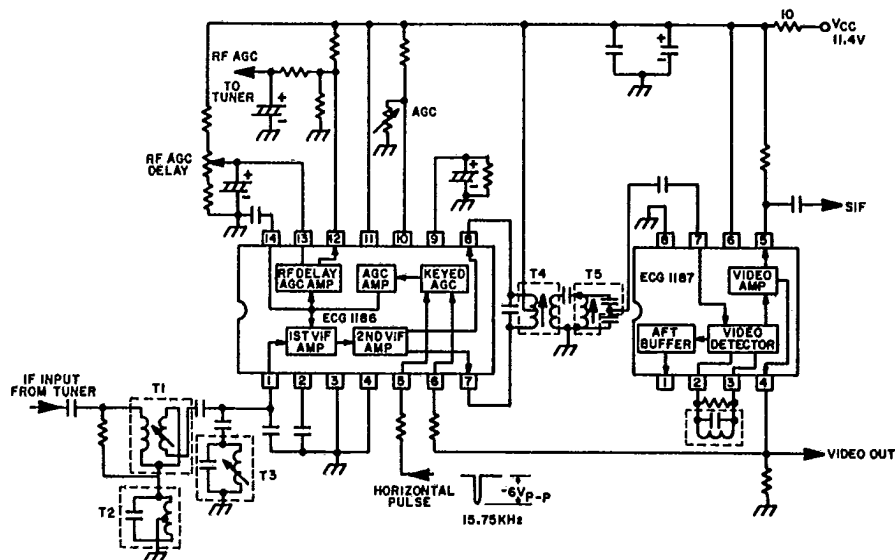 10
VCC
11.4V
RF AGC
TO
TUNER
+
-
AGC
RF AGC
DELAY
+
-
+
-
+
-
SIF
14 13 12 11 10 9 8
8 7 6 5
RF DELAY
AGC AMP
AGC
AMP
KEYED
AGC
T4
T5
ECG 1187
VIDEO
AMP
ECG 1186
1ST VIF
AMP
2ND VIF
AMP
AFT
BUFFER
VIDEO
DETECTOR
1 2 3 4 5 6 7
1 2 3 4
IF INPUT
FROM TUNER
T1
T3
T2
HORIZONTAL
PULSE
-6VP-P
15.75KHz
VIDEO OUT